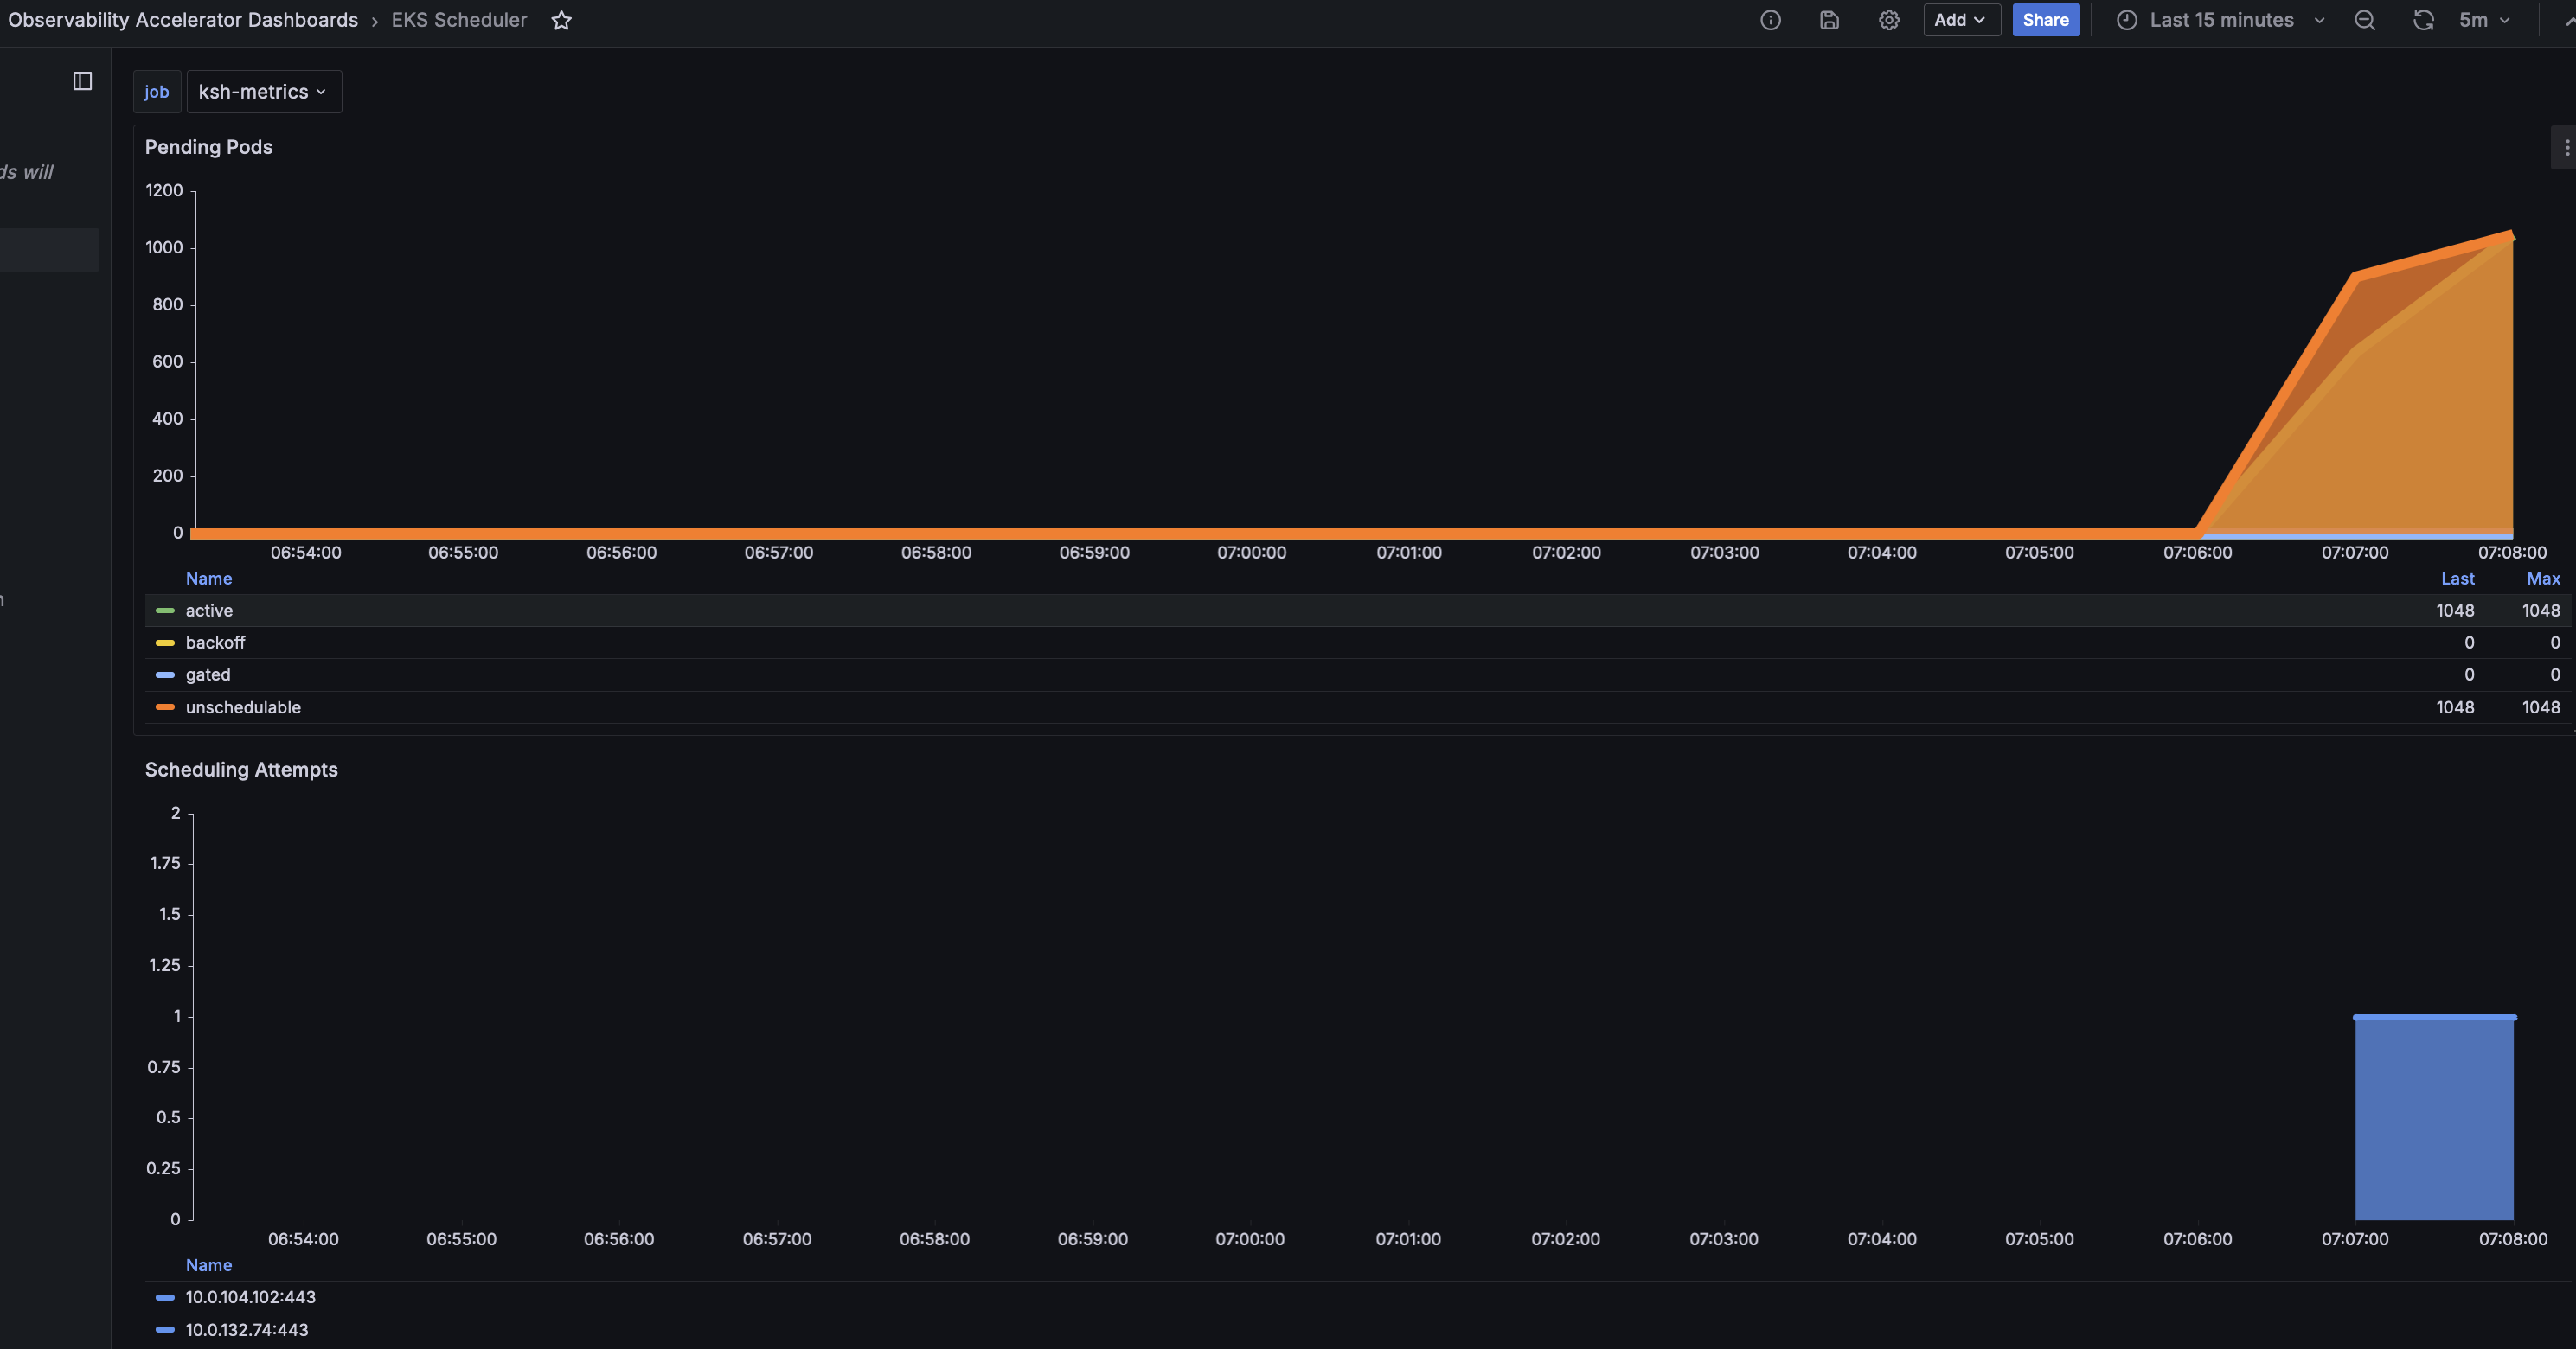 Observability Accelerator Dashboards › EKS Scheduler Add Share Last 15 minutes 5m
job ksh-metrics
ds will
Pending Pods
1200
1000
800
600
400
200
0
06:54:00 06:55:00 06:56:00 06:57:00 06:58:00 06:59:00 07:00:00 07:01:00 07:02:00 07:03:00 07:04:00 07:05:00 07:06:00 07:07:00 07:08:00
Name Last Max
active 1048 1048
backoff 0 0
gated 0 0
unschedulable 1048 1048
Scheduling Attempts
2
1.75
1.5
1.25
1
0.75
0.5
0.25
0
06:54:00 06:55:00 06:56:00 06:57:00 06:58:00 06:59:00 07:00:00 07:01:00 07:02:00 07:03:00 07:04:00 07:05:00 07:06:00 07:07:00 07:08:00
Name
10.0.104.102:443
10.0.132.74:443